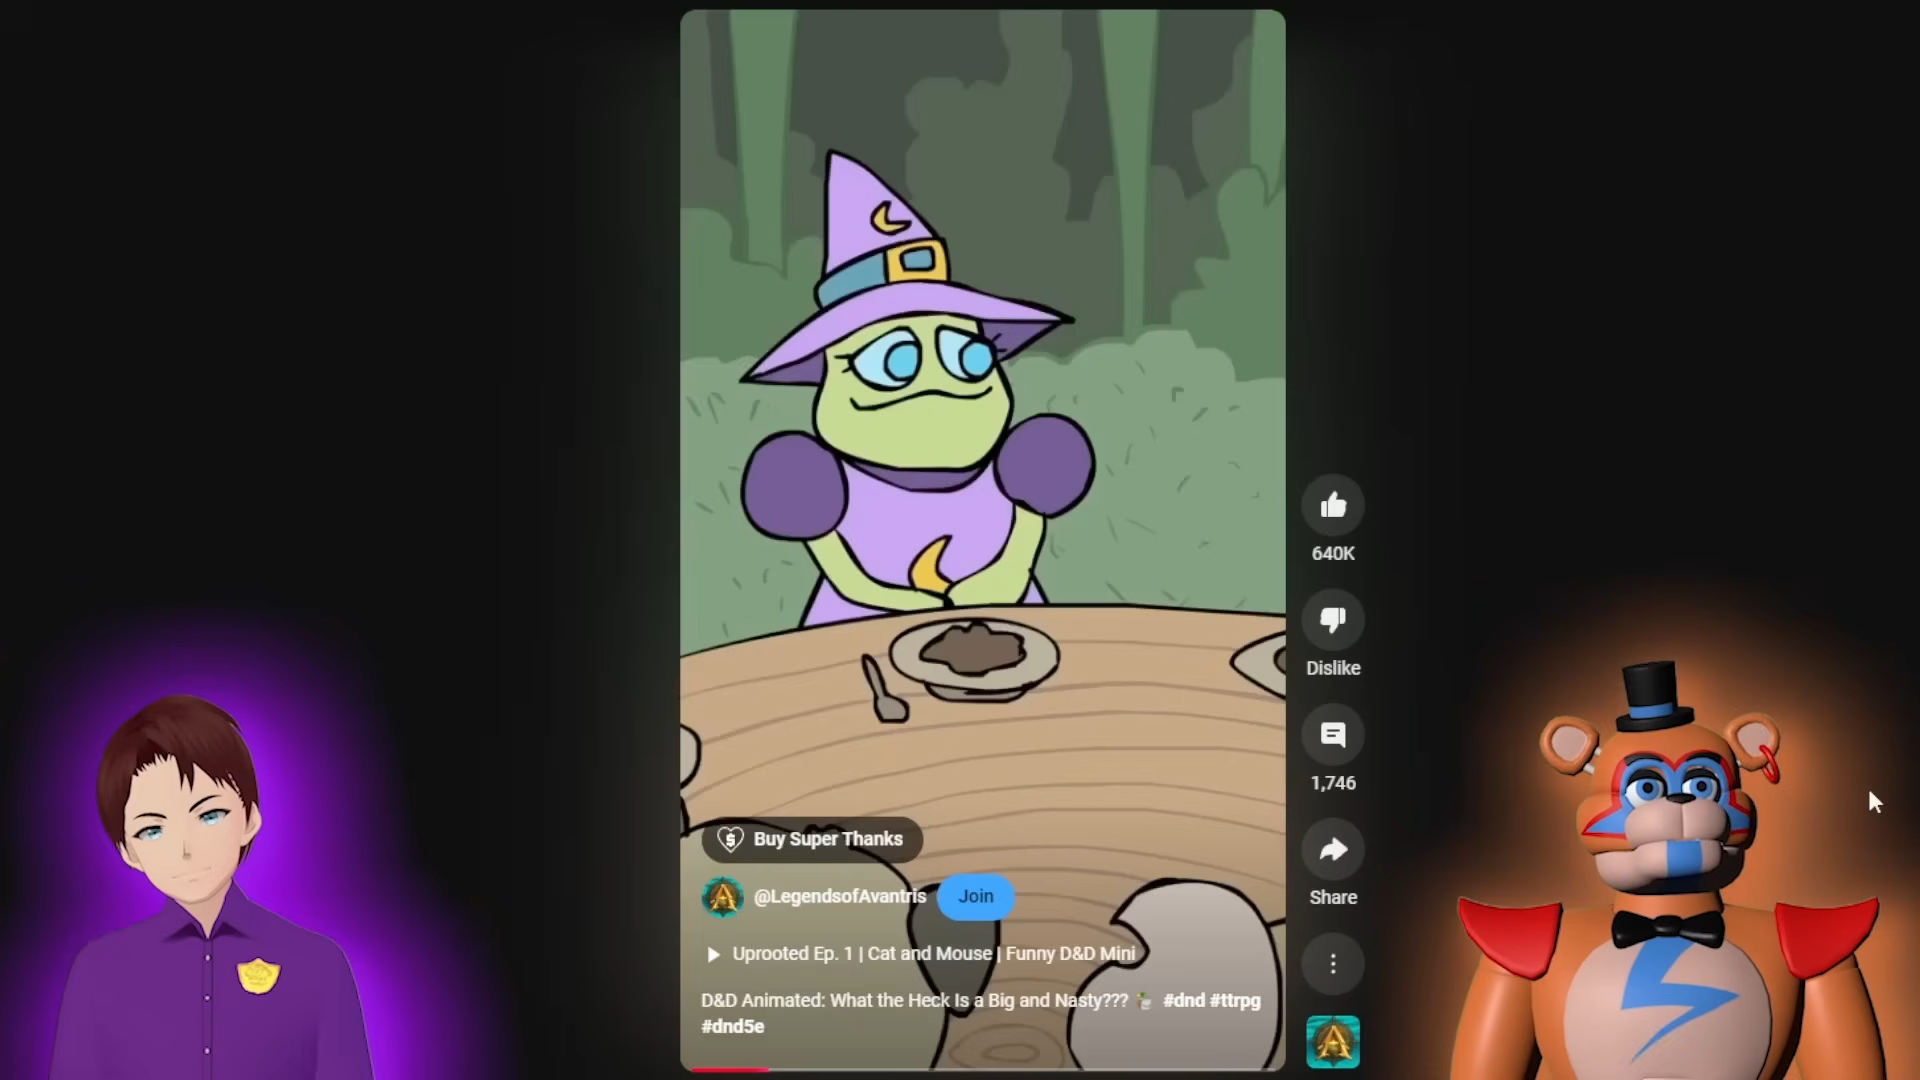 640K
Dislike
1,746
Share
Buy Super Thanks
@LegendsofAvantris Join
Uprooted Ep. 1 | Cat and Mouse | Funny D&D Mini
D&D Animated: What the Heck Is a Big and Nasty??? #dnd #ttrpg
#dnd5e